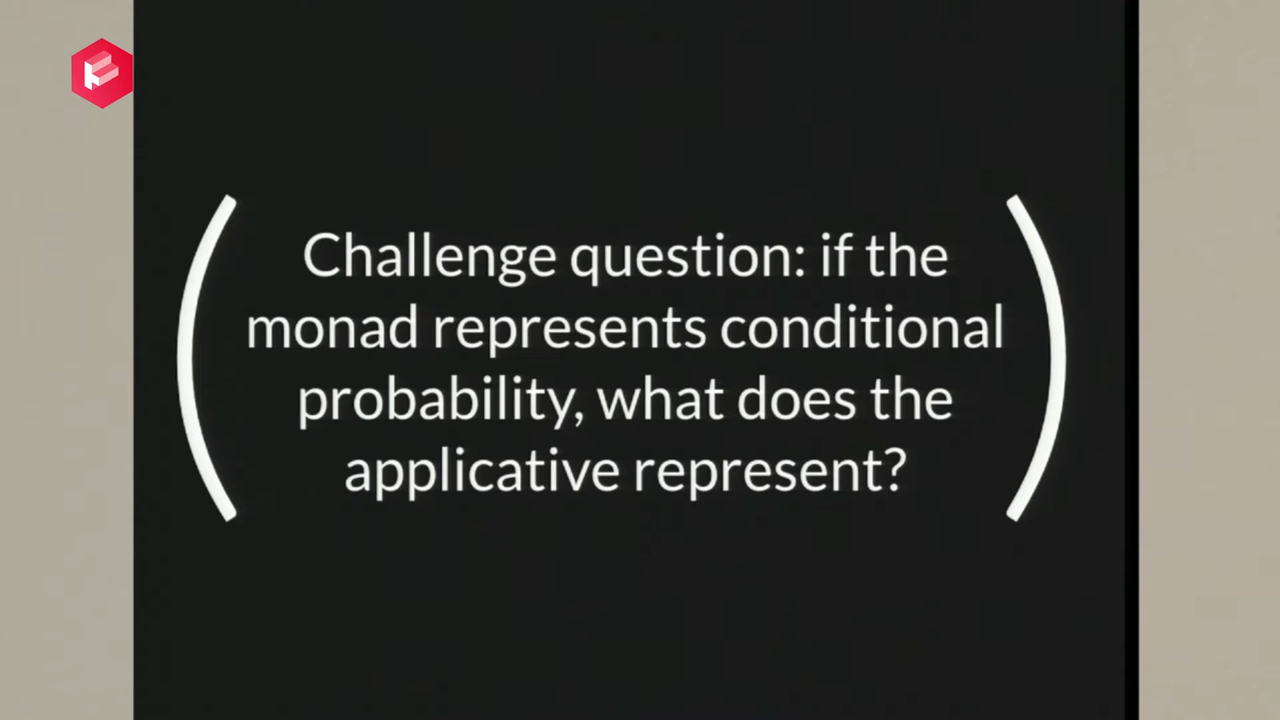 Challenge question: if the
monad represents conditional
probability, what does the
applicative represent?